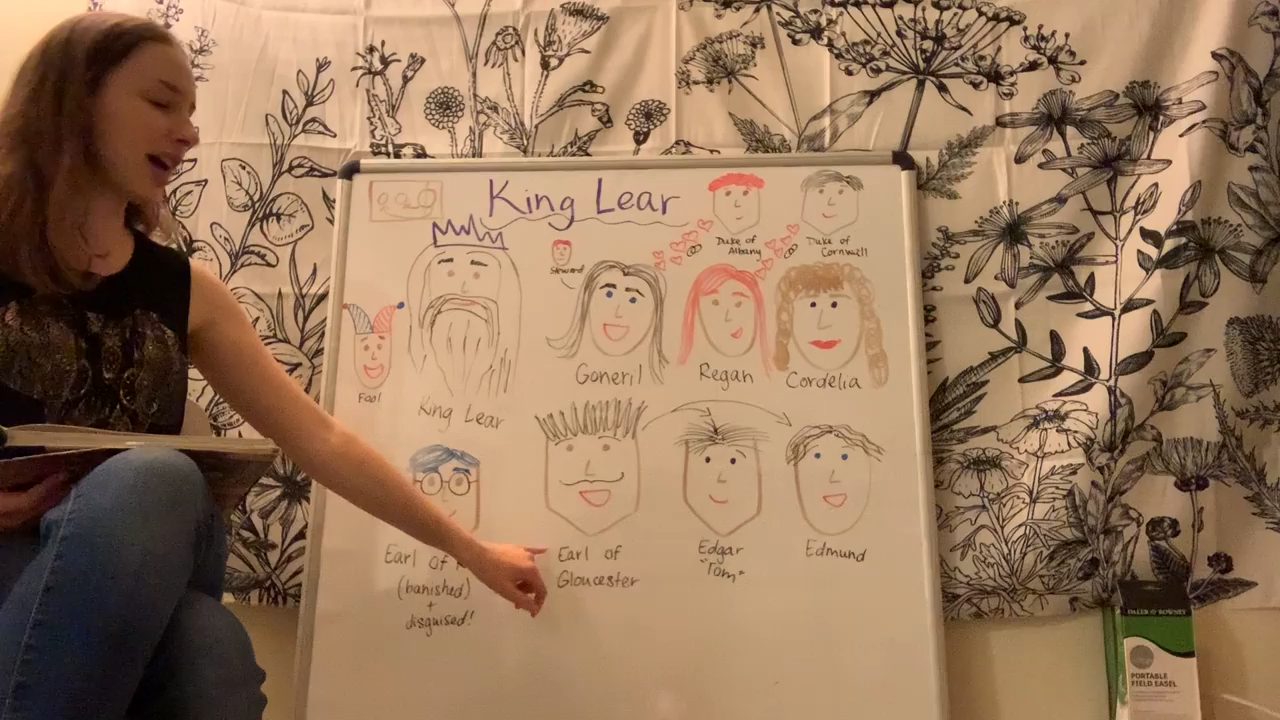 King Lear
Duke of
Albany
Duke of
Cornwall
Steward
Goneril
Regan
Cordelia
Fool
King Lear
Earl of
(banished)
+
disguised!
Earl of
Gloucester
Edgar
"Tom"
Edmund
DALER ROWNEY
PORTABLE
FIELD EASEL